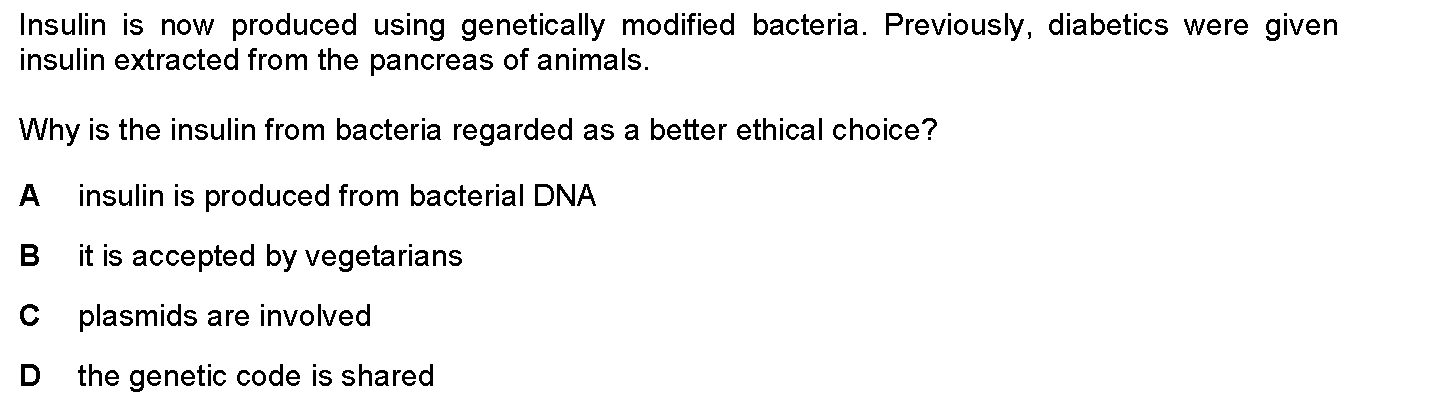 Insulin is now produced using genetically modified bacteria. Previously, diabetics were given
insulin extracted from the pancreas of animals.
Why is the insulin from bacteria regarded as a better ethical choice?
A insulin is produced from bacterial DNA
B it is accepted by vegetarians
C plasmids are involved
D the genetic code is shared